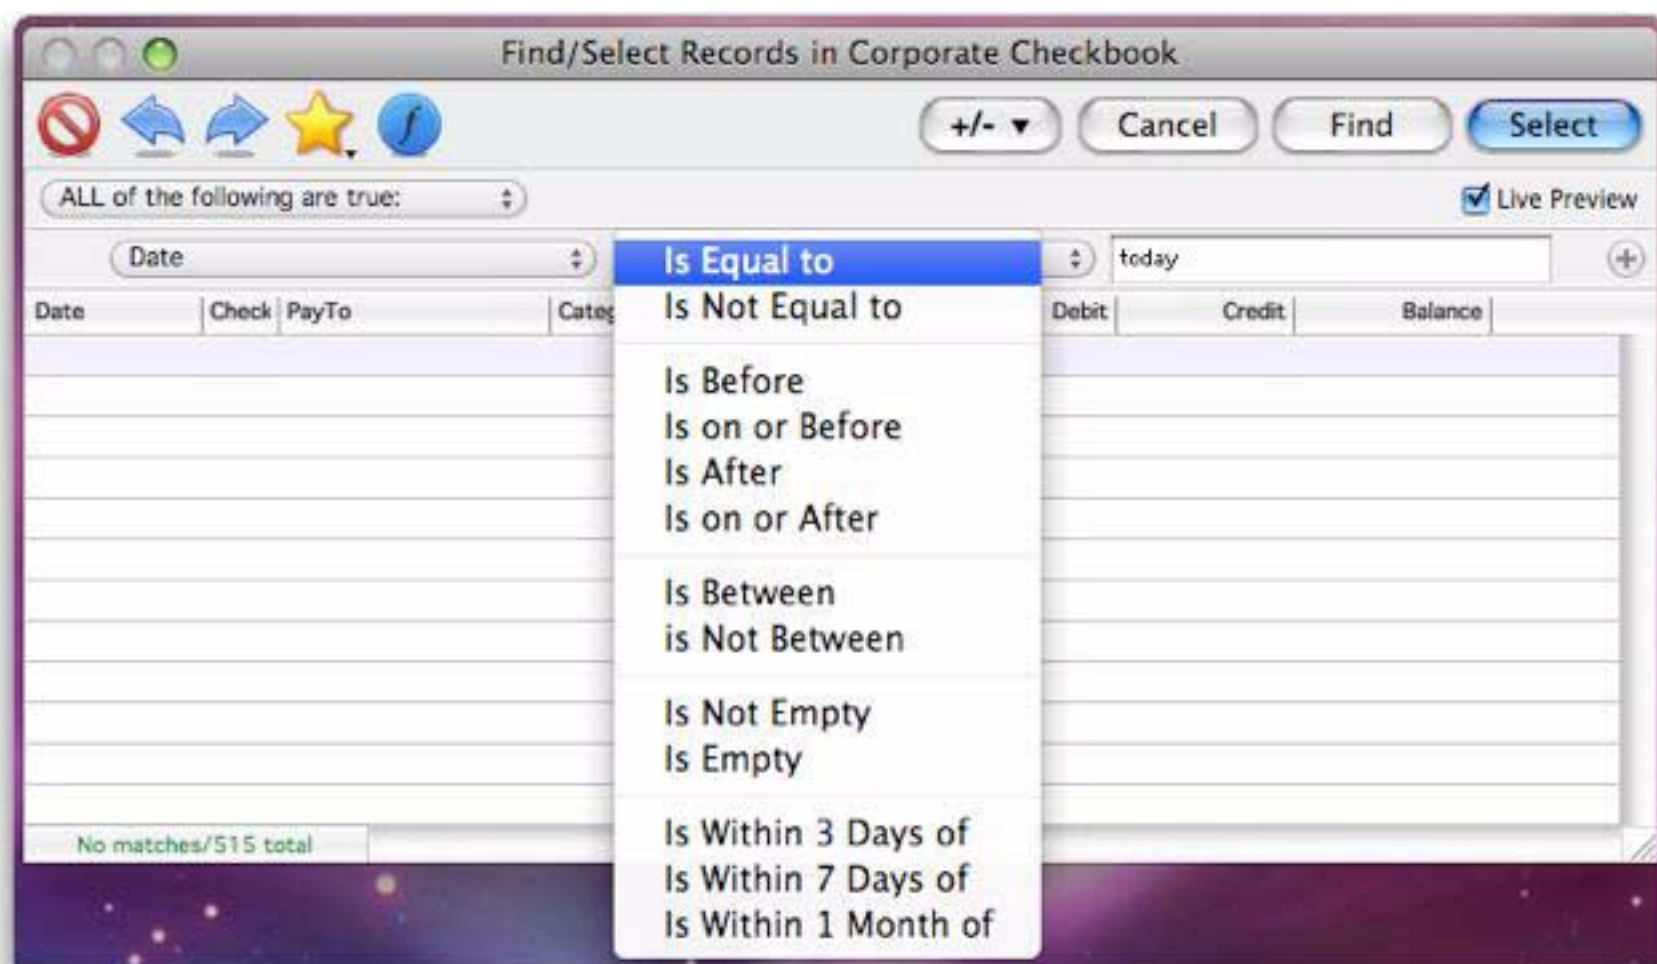 Find/Select Records in Corporate Checkbook
f +/- ▼ Cancel Find Select
ALL of the following are true: Live Preview
Date Is Equal to today
Is Not Equal to
Date Check PayTo Categ Debit Credit Balance
Is Before
Is on or Before
Is After
Is on or After
Is Between
is Not Between
Is Not Empty
Is Empty
Is Within 3 Days of
No matches/515 total
Is Within 7 Days of
Is Within 1 Month of